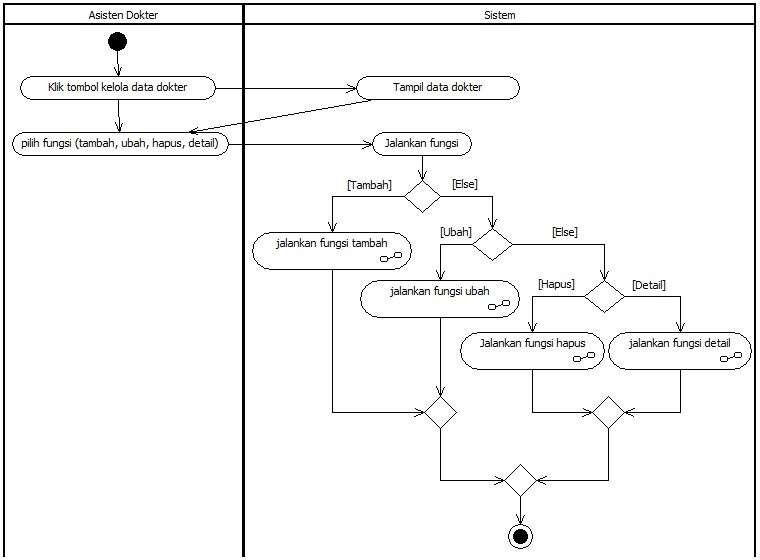 Asisten Dokter
Sistem
Klik tombol kelola data dokter
Tampil data dokter
pilih fungsi (tambah, ubah, hapus, detail)
Jalankan fungsi
[Tambah]
[Else]
jalankan fungsi tambah
[Ubah]
[Else]
jalankan fungsi ubah
[Hapus]
[Detail]
Jalankan fungsi hapus
jalankan fungsi detail